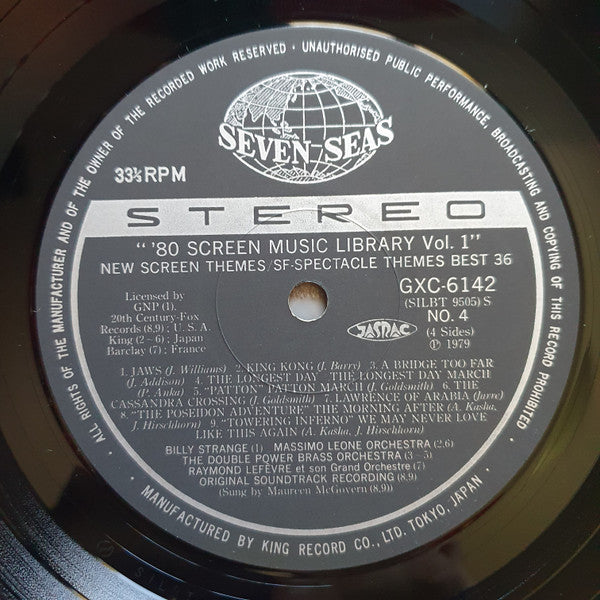 ALL RIGHTS OF THE MANUFACTURER AND OF THE OWNER OF THE RECORDED WORK RESERVED · UNAUTHORISED PUBLIC PERFORMANCE, BROADCASTING AND COPYING OF THIS RECORD PROHIBITED ·
SEVEN SEAS
33⅓RPM
STEREO
" '80 SCREEN MUSIC LIBRARY Vol. 1"
NEW SCREEN THEMES/SF-SPECTACLE THEMES BEST 36
Licensed by
GNP (1).
20th Century-Fox
Records (8,9) ; U. S. A.
King (2~6) ; Japan
Barclay (7) ; France
GXC-6142
(SILBT 9505) S
NO. 4
(4 Sides)
Ⓟ 1979
JASRAC
1. JAWS (J. Williams) 2. KING KONG (J. Barry) 3. A BRIDGE TOO FAR
(J. Addison) 4. THE LONGEST DAY THE LONGEST DAY MARCH
(P. Anka) 5. "PATTON" PATTON MARCH (J. Goldsmith) 6. THE
CASSANDRA CROSSING (J. Goldsmith) 7. LAWRENCE OF ARABIA (Jarre)
8. "THE POSEIDON ADVENTURE" THE MORNING AFTER (A. Kasha,
J. Hirschhorn) 9. "TOWERING INFERNO" WE MAY NEVER LOVE
LIKE THIS AGAIN (A. Kasha, J. Hirschhorn)
BILLY STRANGE (1) MASSIMO LEONE ORCHESTRA (2,6)
THE DOUBLE POWER BRASS ORCHESTRA (3~5)
RAYMOND LEFÈVRE et son Grand Orchestre (7)
ORIGINAL SOUNDTRACK RECORDING (8,9)
(Sung by Maureen McGovern (8,9))
MANUFACTURED BY KING RECORD CO., LTD. TOKYO, JAPAN